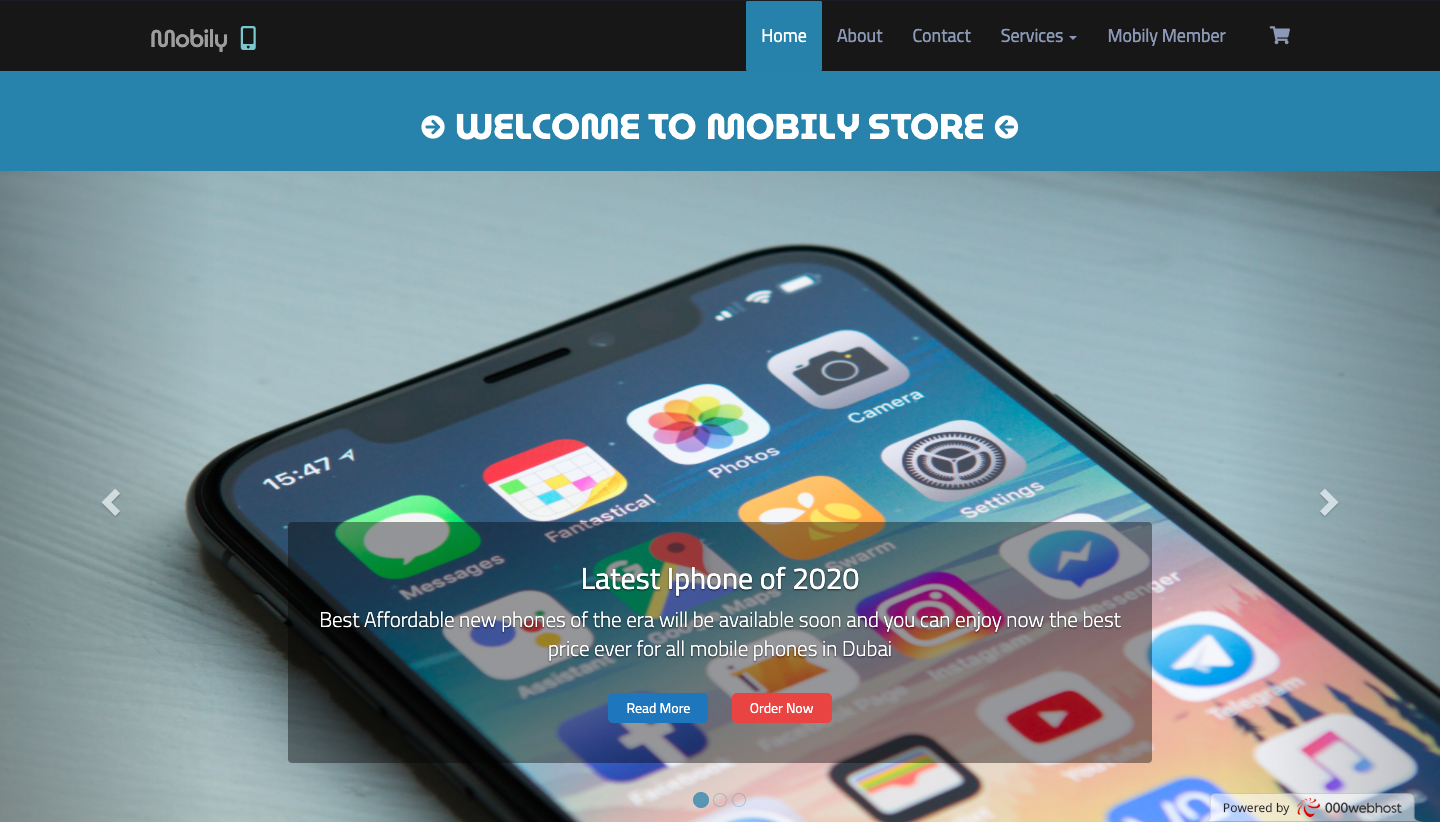 Mobily
Home About Contact Services Mobily Member
WELCOME TO MOBILY STORE
15:47
Camera
Photos
Fantastical
Settings
Messages
Swarm
Google Maps
Messenger
Assistant
Instagram
Latest Iphone of 2020
Best Affordable new phones of the era will be available soon and you can enjoy now the best
price ever for all mobile phones in Dubai
Read More Order Now
Telegram
Facebook Page
YouTube
Facebook
Powered by 000webhost